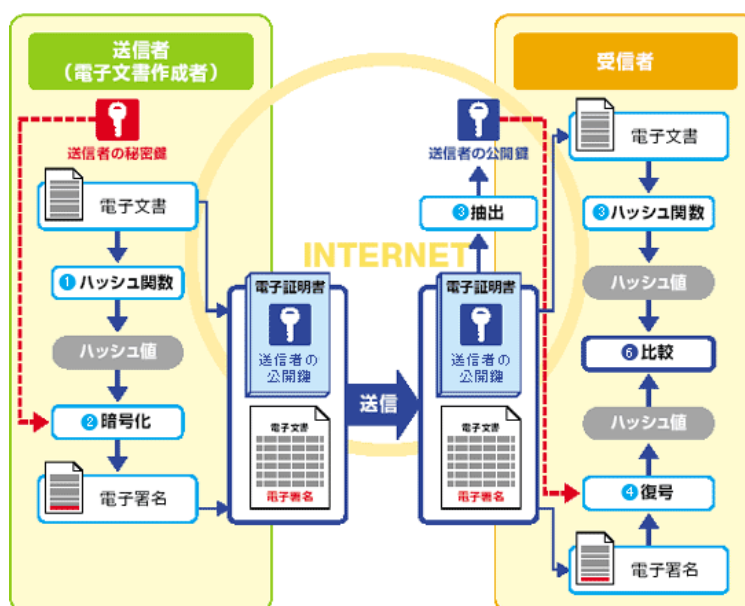 送信者
(電子文書作成者)
送信者の秘密鍵
電子文書
❶ハッシュ関数
ハッシュ値
❷暗号化
電子署名
INTERNET
電子証明書
送信者の
公開鍵
電子文書
電子署名
送信
電子証明書
送信者の
公開鍵
電子文書
電子署名
❸抽出
送信者の公開鍵
受信者
電子文書
❸ハッシュ関数
ハッシュ値
❻比較
ハッシュ値
❹復号
電子署名